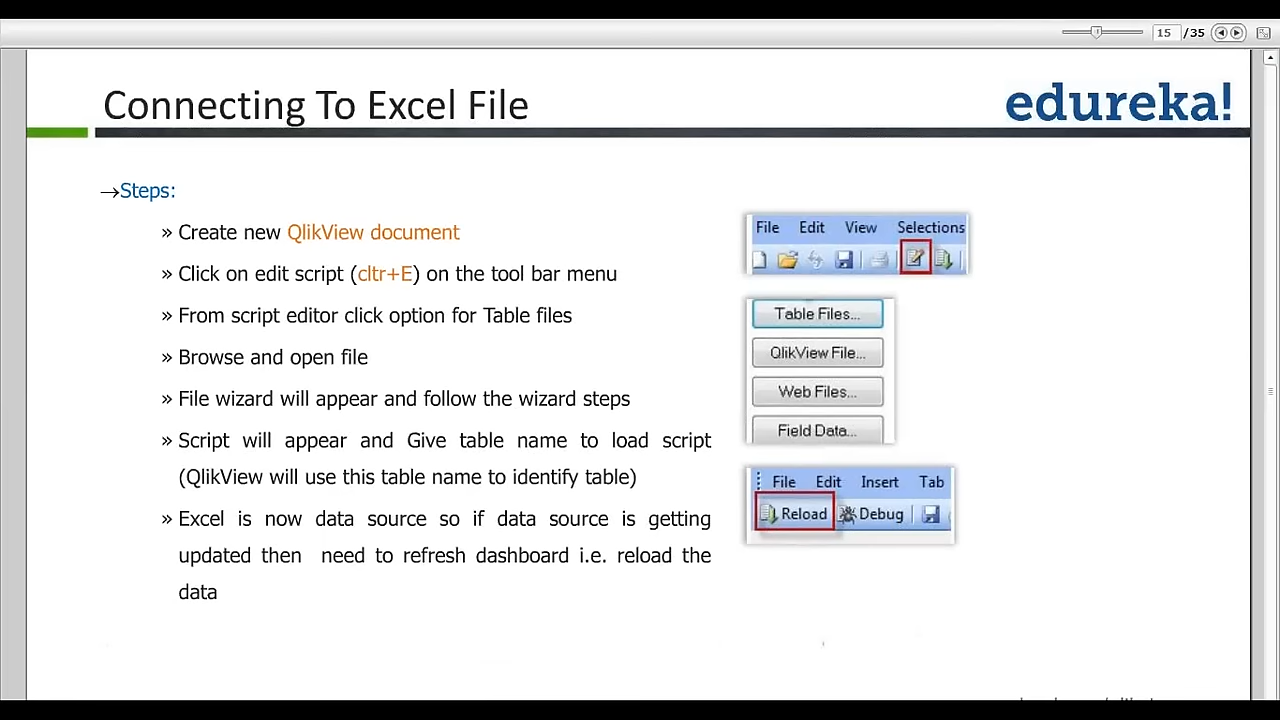 15 /35
Connecting To Excel File
edureka!
→Steps:
» Create new QlikView document
» Click on edit script (cltr+E) on the tool bar menu
» From script editor click option for Table files
» Browse and open file
» File wizard will appear and follow the wizard steps
» Script will appear and Give table name to load script
(QlikView will use this table name to identify table)
» Excel is now data source so if data source is getting
updated then need to refresh dashboard i.e. reload the
data
File Edit View Selections
Table Files...
QlikView File...
Web Files...
Field Data...
File Edit Insert Tab
Reload Debug